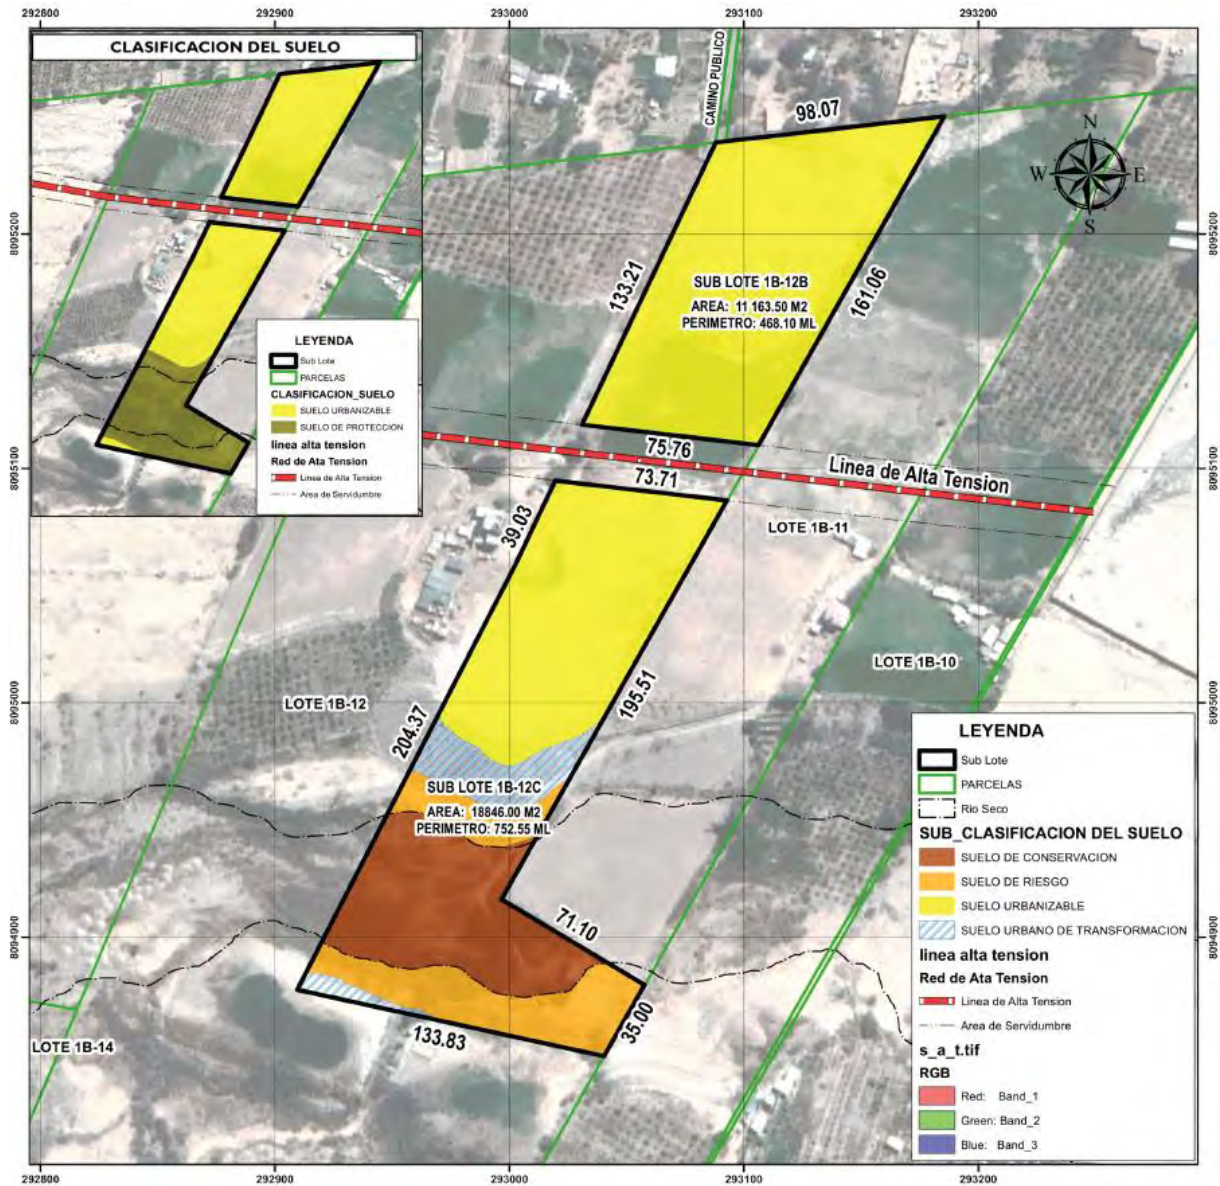 292800
292900
293000
293100
293200
CLASIFICACION DEL SUELO
LEYENDA
Sub Lote
PARCELAS
CLASIFICACION_SUELO
SUELO URBANIZABLE
SUELO DE PROTECCION
linea alta tension
Red de Ata Tension
Linea de Alta Tension
Area de Servidumbre
CAMINO PUBLICO
98.07
N
W
E
S
8095200
8095200
133.21
SUB LOTE 1B-12B
AREA: 11 163.50 M2
PERIMETRO: 468.10 ML
161.06
75.76
Linea de Alta Tension
8095100
8095100
73.71
39.03
LOTE 1B-11
LOTE 1B-10
LOTE 1B-12
195.51
204.37
8095000
8095000
SUB LOTE 1B-12C
AREA: 18846.00 M2
PERIMETRO: 752.55 ML
71.10
8094900
8094900
35.00
133.83
LOTE 1B-14
LEYENDA
Sub Lote
PARCELAS
Rio Seco
SUB_CLASIFICACION DEL SUELO
SUELO DE CONSERVACION
SUELO DE RIESGO
SUELO URBANIZABLE
SUELO URBANO DE TRANSFORMACION
linea alta tension
Red de Ata Tension
Linea de Alta Tension
Area de Servidumbre
s_a_t.tif
RGB
Red: Band_1
Green: Band_2
Blue: Band_3
292800
292900
293000
293100
293200